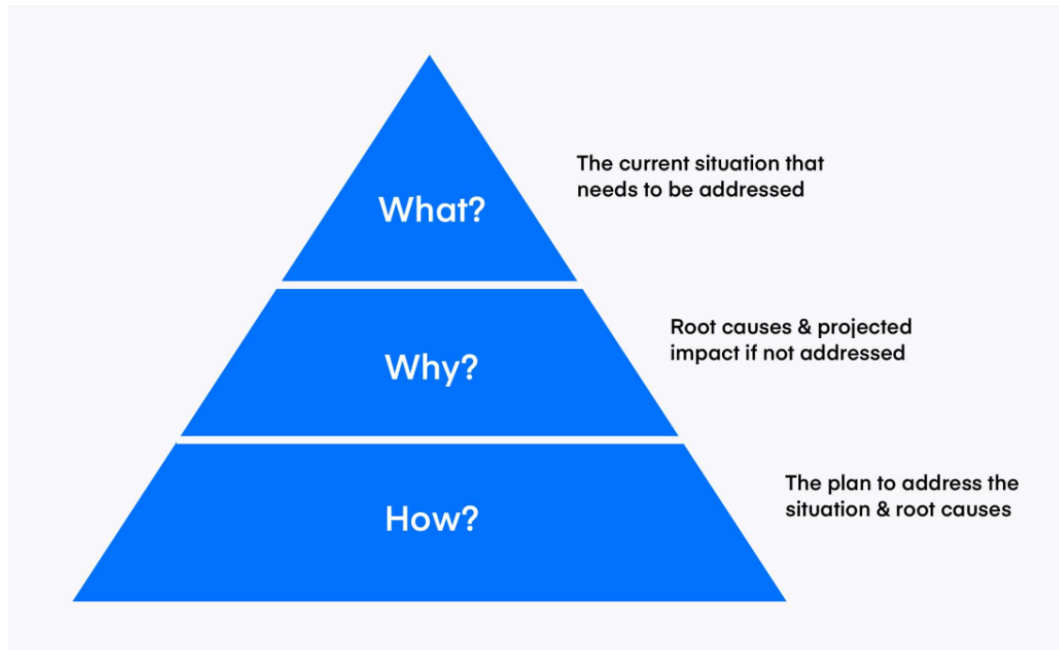 What?
The current situation that
needs to be addressed
Why?
Root causes & projected
impact if not addressed
How?
The plan to address the
situation & root causes